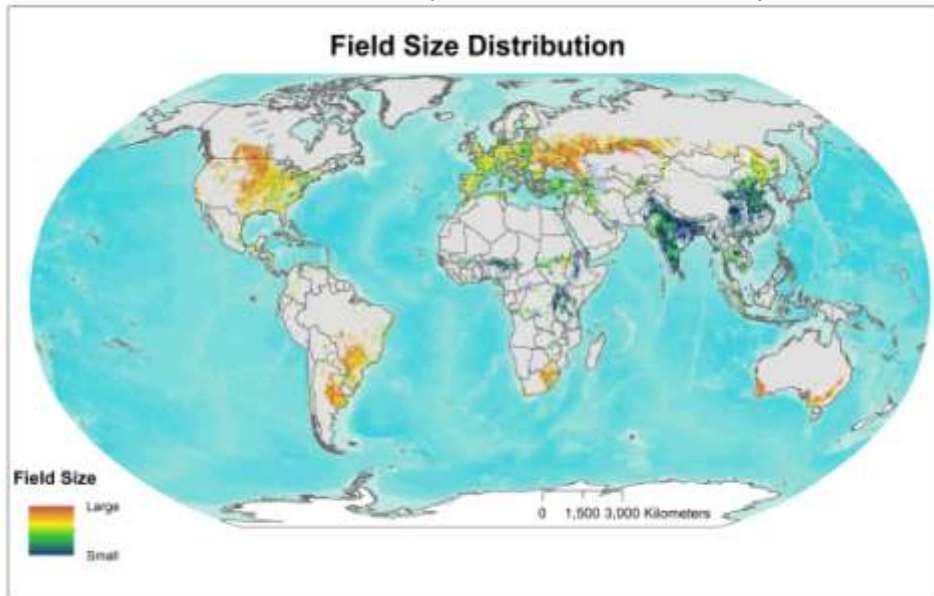 Field Size Distribution
Field Size
Large
Small
0 1,500 3,000 Kilometers